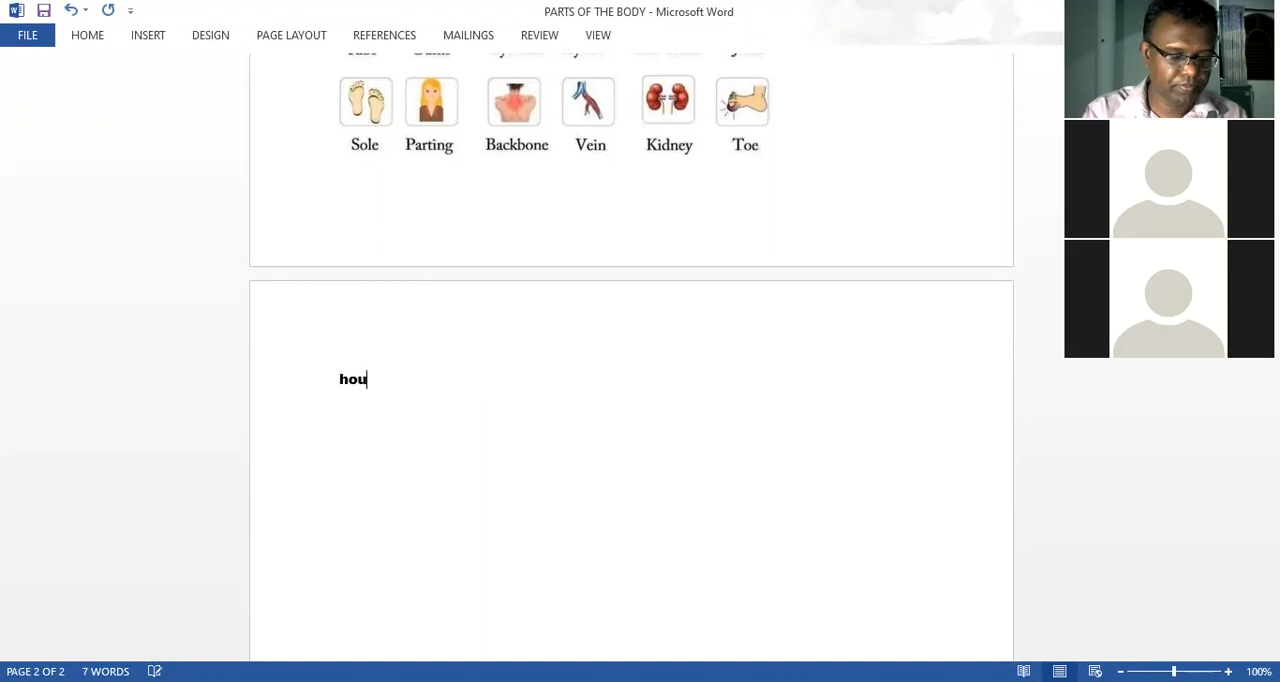 PARTS OF THE BODY - Microsoft Word
FILE HOME INSERT DESIGN PAGE LAYOUT REFERENCES MAILINGS REVIEW VIEW
Sole Parting Backbone Vein Kidney Toe
hou
PAGE 2 OF 2 7 WORDS 100%